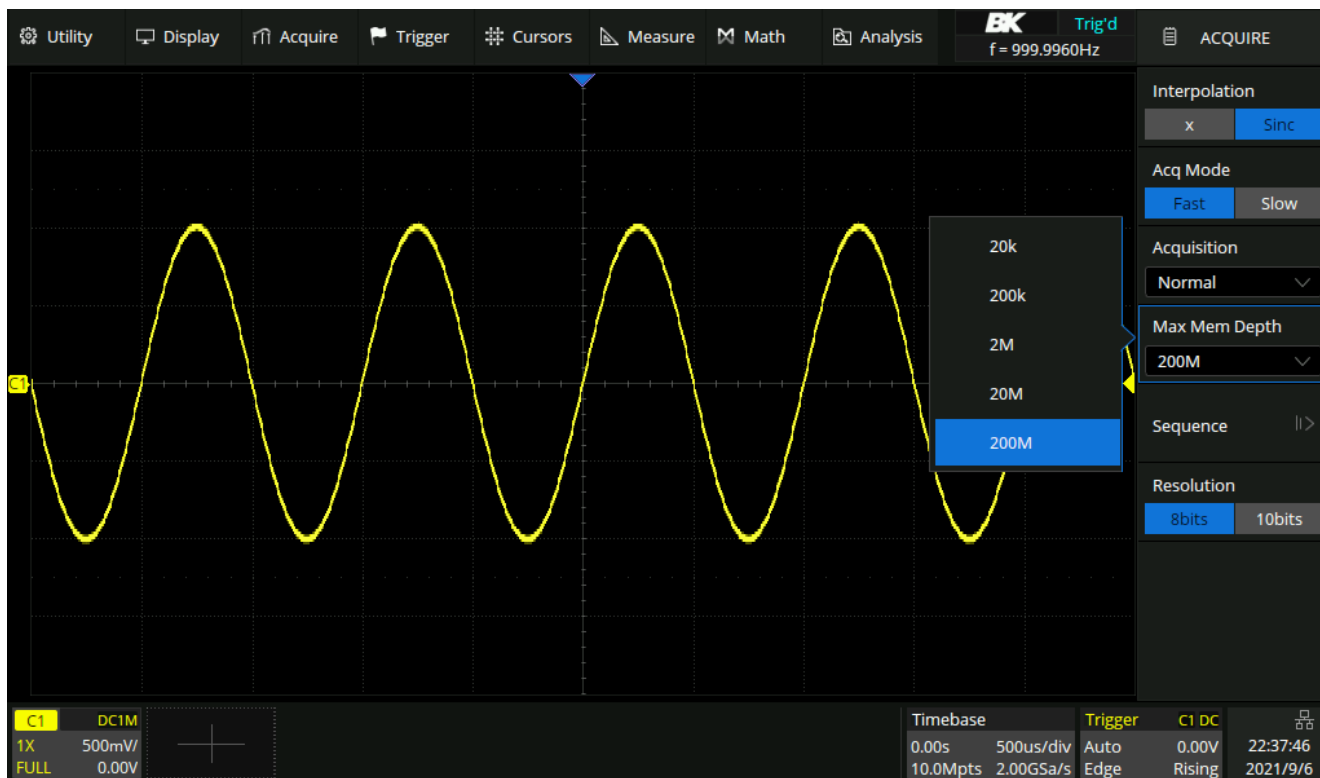 Utility Display Acquire Trigger Cursors Measure Math Analysis
BK Trig'd
f = 999.9960Hz
ACQUIRE
Interpolation
x Sinc
Acq Mode
Fast Slow
Acquisition
Normal
Max Mem Depth
200M
Sequence
Resolution
8bits 10bits
20k
200k
2M
20M
200M
C1
C1 DC1M
1X 500mV/
FULL 0.00V
Timebase
0.00s 500us/div
10.0Mpts 2.00GSa/s
Trigger C1 DC
Auto 0.00V
Edge Rising
22:37:46
2021/9/6